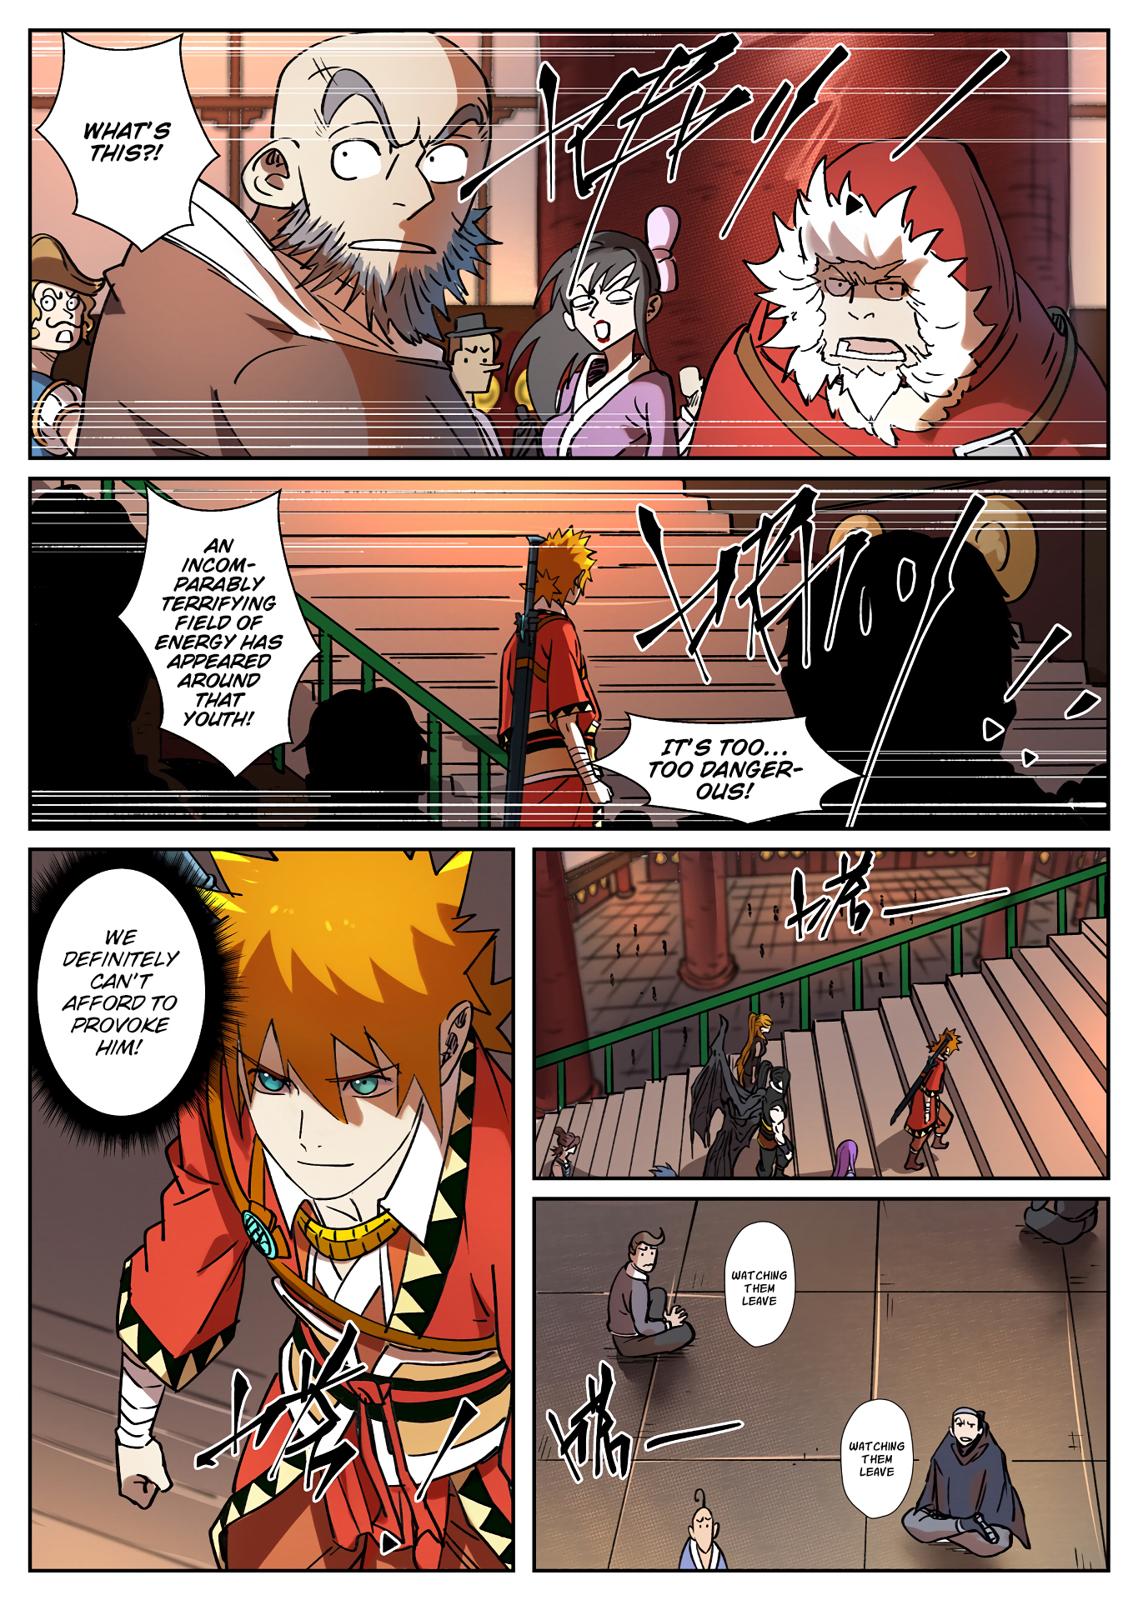 WHAT'S
THIS?!
AN
INCOM-
PARABLY
TERRIFYING
FIELD OF
ENERGY HAS
APPEARED
AROUND
THAT
YOUTH!
IT'S TOO...
TOO DANGER-
OUS!
WE
DEFINITELY
CAN'T
AFFORD TO
PROVOKE
HIM!
WATCHING
THEM
LEAVE
WATCHING
THEM
LEAVE